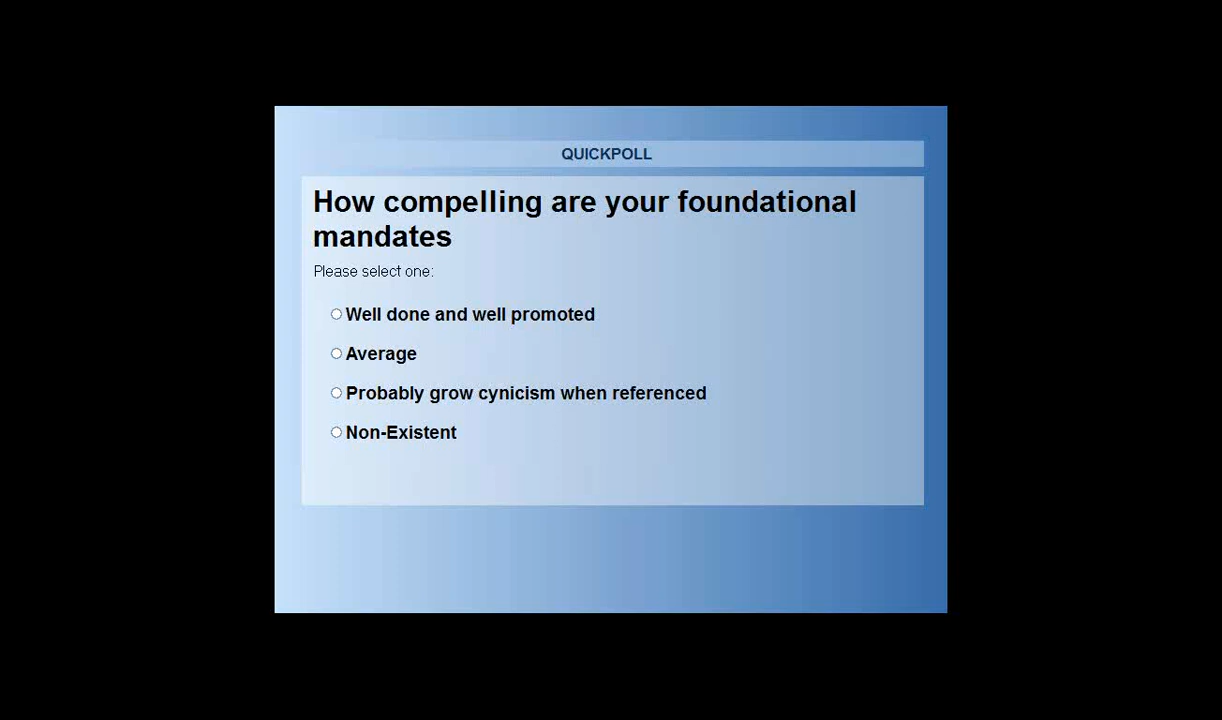 QUICKPOLL
How compelling are your foundational
mandates
Please select one:
Well done and well promoted
Average
Probably grow cynicism when referenced
Non-Existent